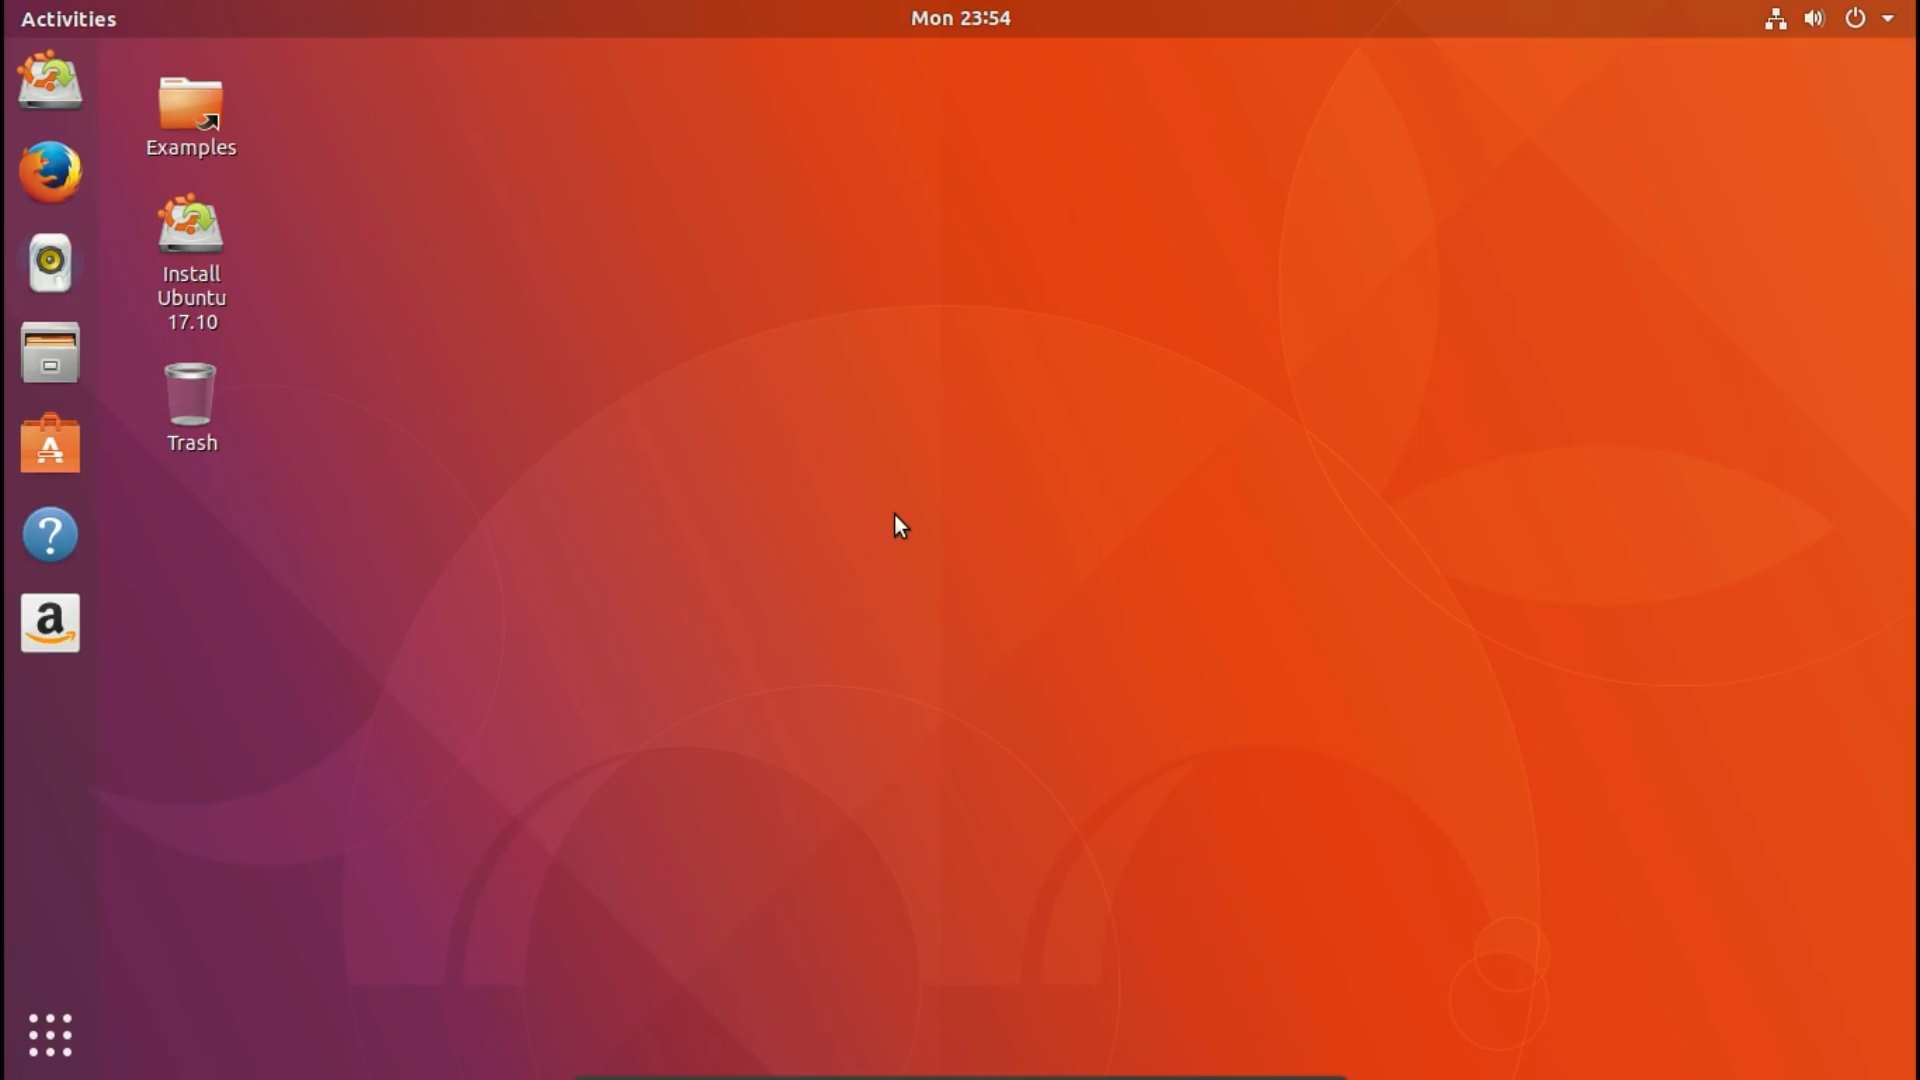 Activities
Mon 23:54
Examples
Install
Ubuntu
17.10
Trash